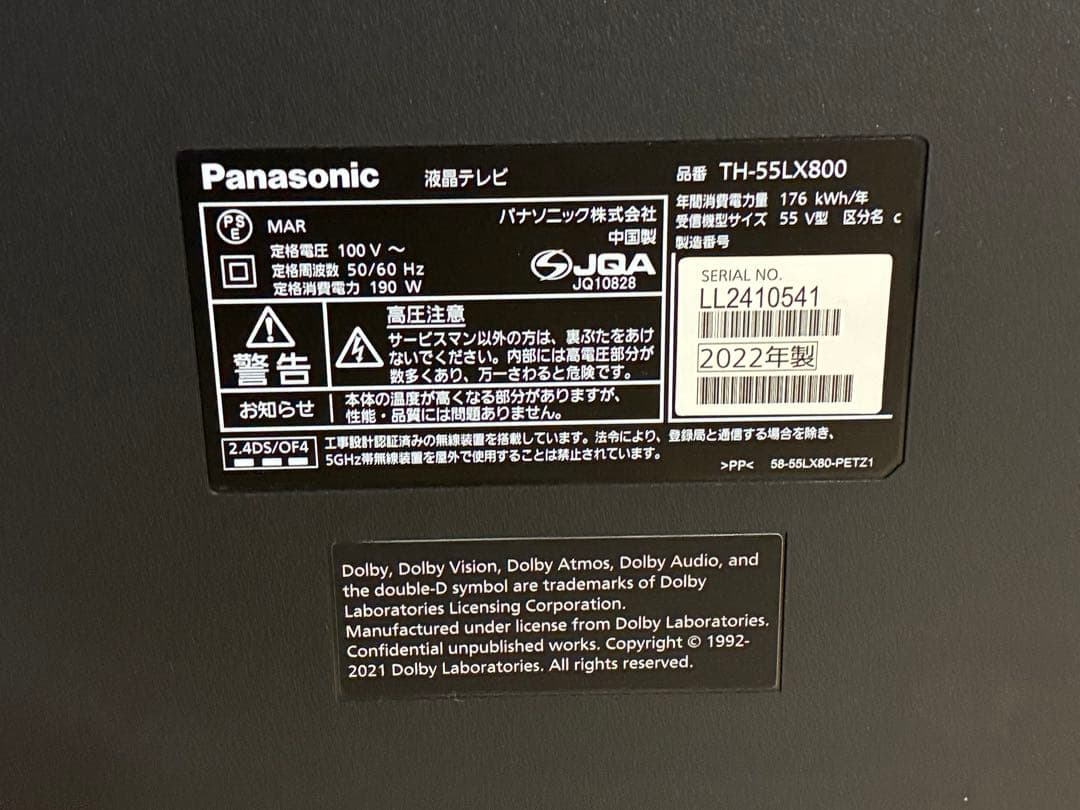 Panasonic 液晶テレビ
品番 TH-55LX800
年間消費電力量 176 kWh/年
受信機型サイズ 55 V型 区分名 c
製造番号
PS
E
MAR
パナソニック株式会社
中国製
定格電圧 100 V ～
定格周波数 50/60 Hz
定格消費電力 190 W
JQA
JQ10828
SERIAL NO.
LL2410541
2022年製
警告
高圧注意
サービスマン以外の方は、裏ぶたをあけ
ないでください。内部には高電圧部分が
数多くあり、万一さわると危険です。
お知らせ
本体の温度が高くなる部分がありますが、
性能・品質には問題ありません。
2.4DS/OF4
工事設計認証済みの無線装置を搭載しています。法令により、登録局と通信する場合を除き、
5GHz帯無線装置を屋外で使用することは禁止されています。
>PP< 58-55LX80-PETZ1
Dolby, Dolby Vision, Dolby Atmos, Dolby Audio, and
the double-D symbol are trademarks of Dolby
Laboratories Licensing Corporation.
Manufactured under license from Dolby Laboratories.
Confidential unpublished works. Copyright © 1992-
2021 Dolby Laboratories. All rights reserved.